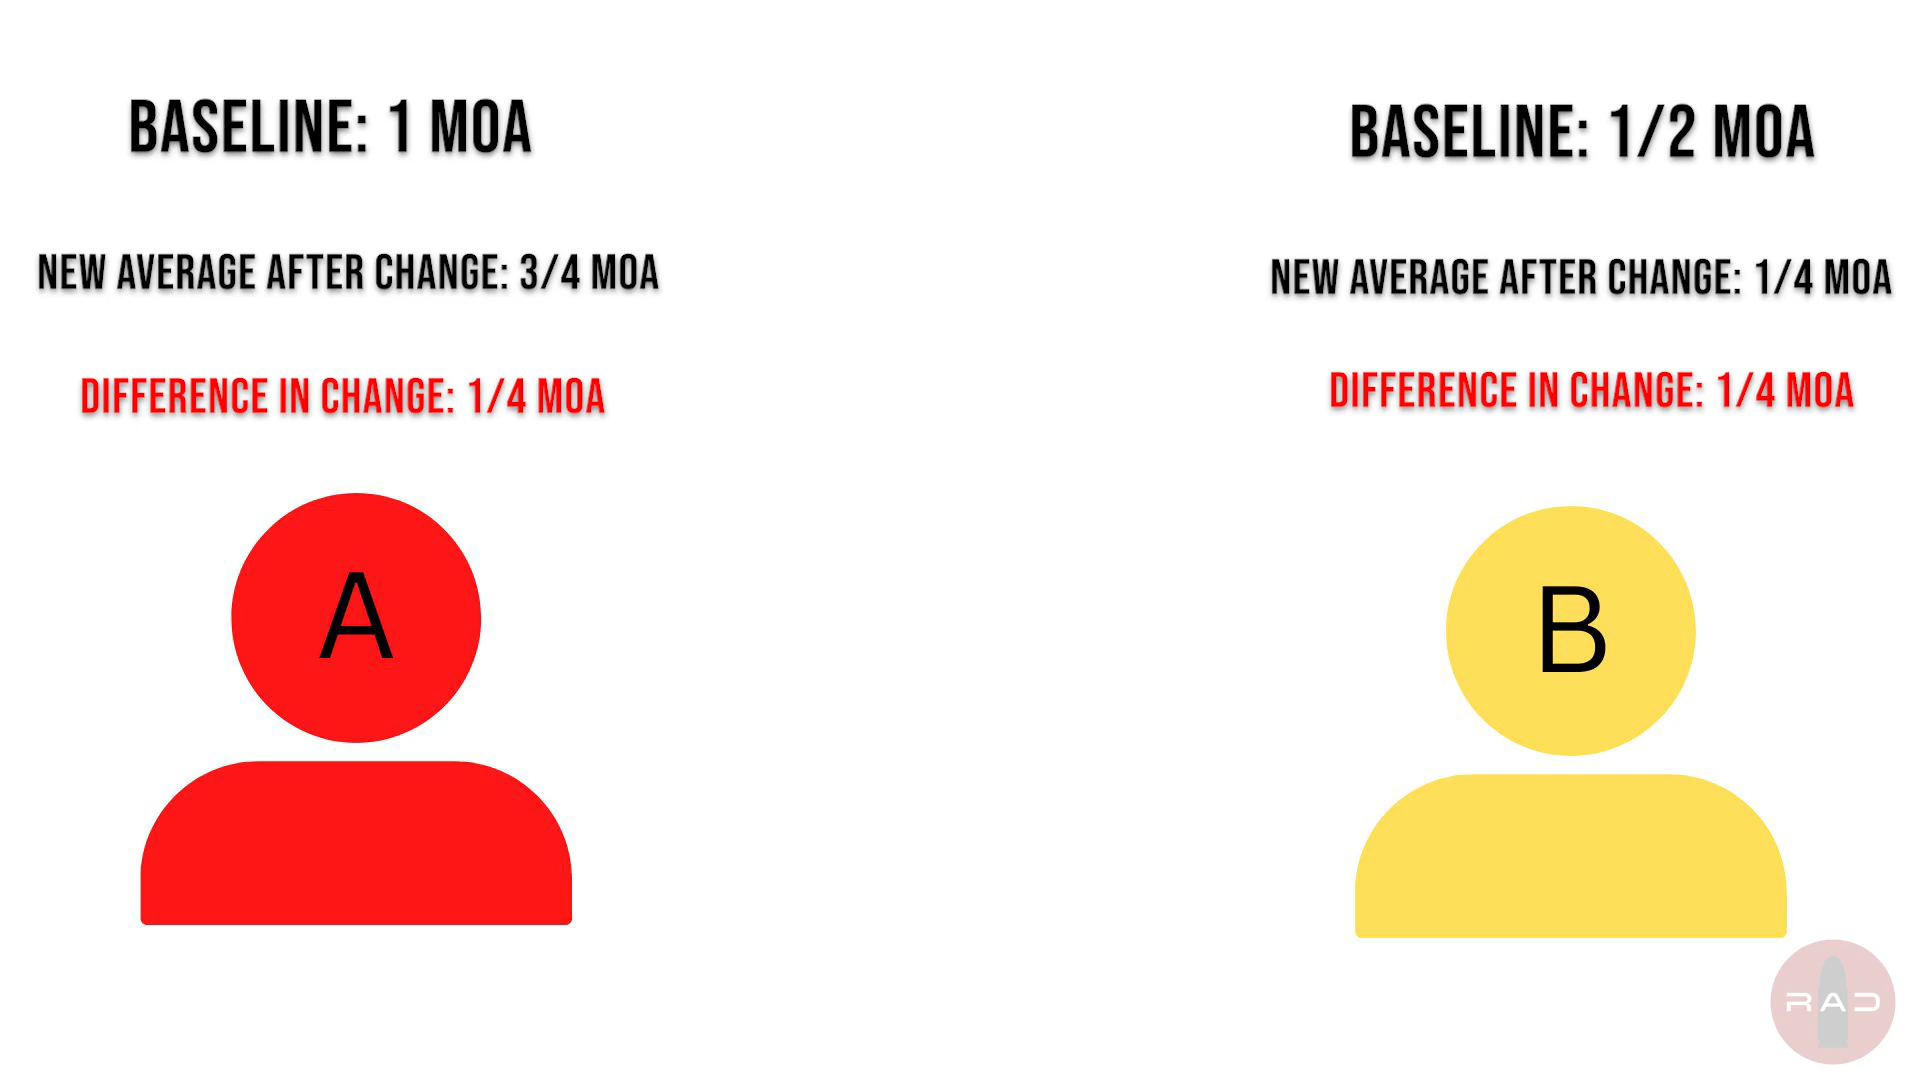 BASELINE: 1 MOA
NEW AVERAGE AFTER CHANGE: 3/4 MOA
DIFFERENCE IN CHANGE: 1/4 MOA
A
BASELINE: 1/2 MOA
NEW AVERAGE AFTER CHANGE: 1/4 MOA
DIFFERENCE IN CHANGE: 1/4 MOA
B
RAD